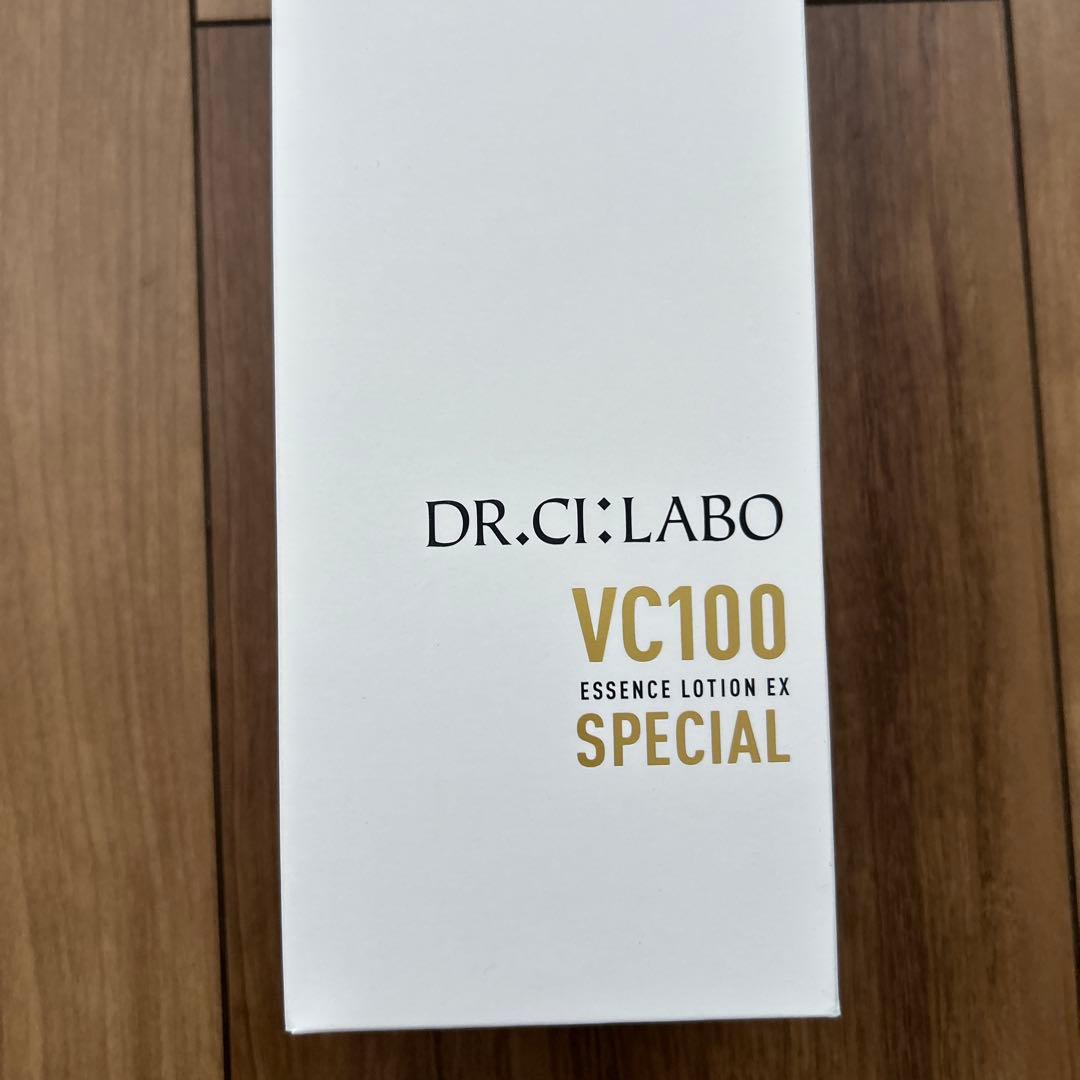 DR.CI:LABO
VC100
ESSENCE LOTION EX
SPECIAL